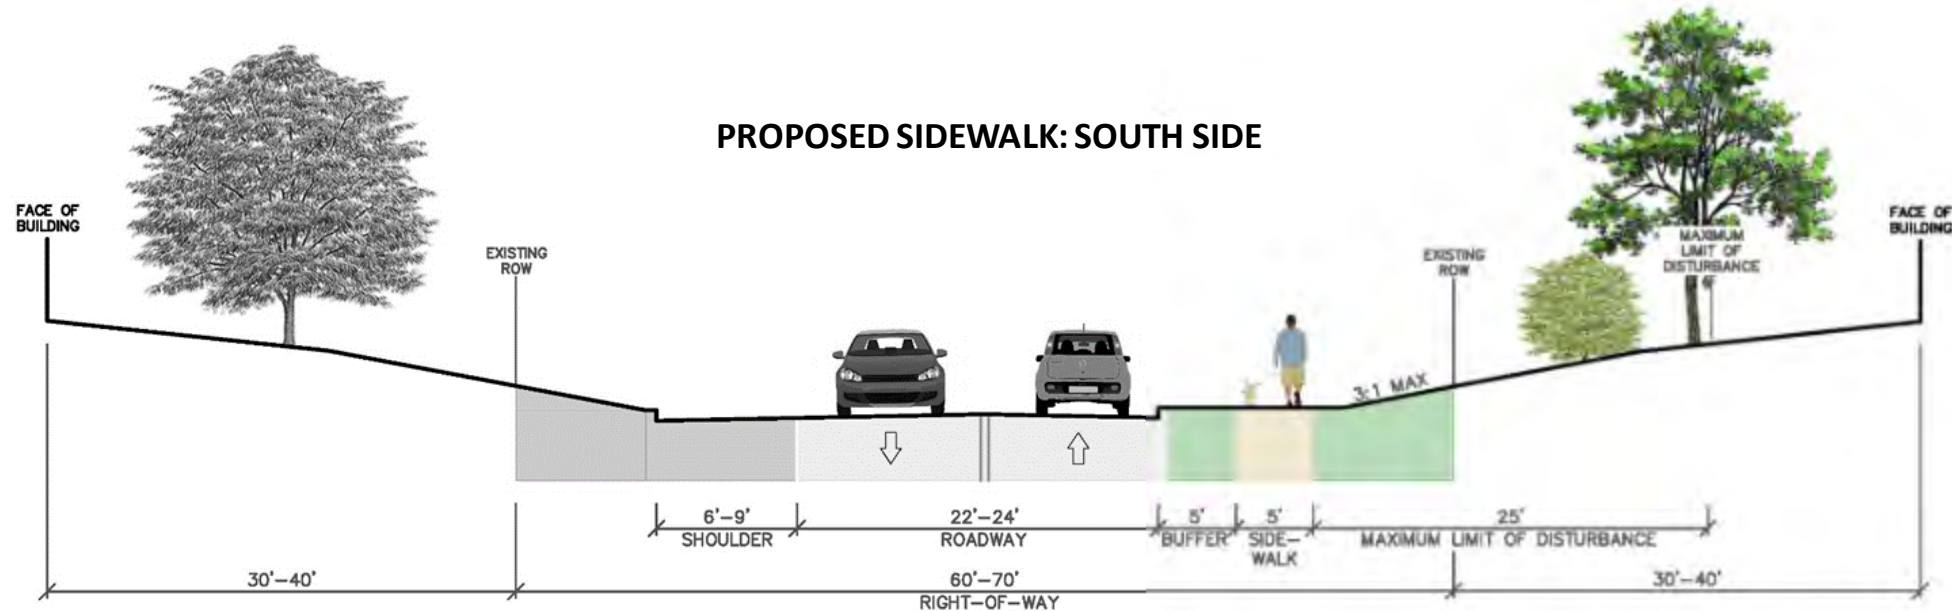 PROPOSED SIDEWALK: SOUTH SIDE
FACE OF
BUILDING
EXISTING
ROW
EXISTING
ROW
MAXIMUM
LIMIT OF
DISTURBANCE
FACE OF
BUILDING
3:1 MAX
6'-9'
SHOULDER
22'-24'
ROADWAY
5'
BUFFER
5'
SIDE-
WALK
25'
MAXIMUM LIMIT OF DISTURBANCE
30'-40'
60'-70'
RIGHT-OF-WAY
30'-40'